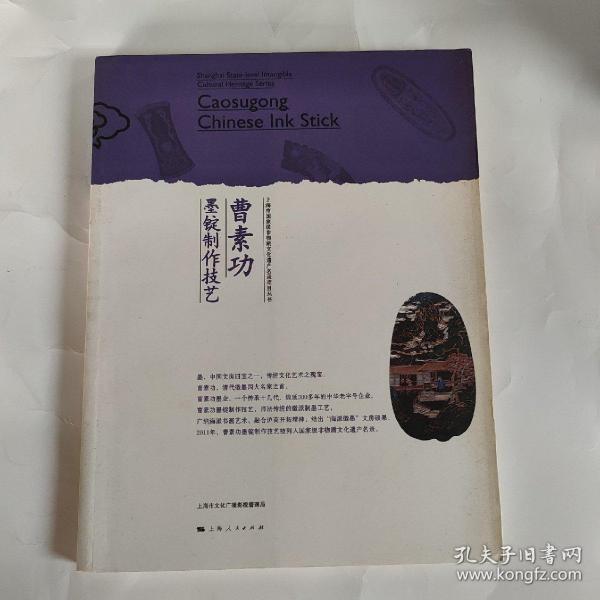 Shanghai State-level Intangible
Cultural Heritage Series
Caosugong
Chinese Ink Stick
上海市国家级非物质文化遗产名录项目丛书
曹素功
墨锭制作技艺
墨，中国文房四宝之一，传统文化艺术之瑰宝。
曹素功，清代徽墨四大名家之首。
曹素功墨业，一个传承十几代，绵延300多年的中华老字号企业。
曹素功墨锭制作技艺，师法传统的徽派制墨工艺，
广纳海派书画艺术，融合沪商开拓精神，结出“海派徽墨”文房硕果。
2011年，曹素功墨锭制作技艺被列入国家级非物质文化遗产名录。
上海市文化广播影视管理局
上海人民出版社
孔夫子旧书网
www.kongfz.com